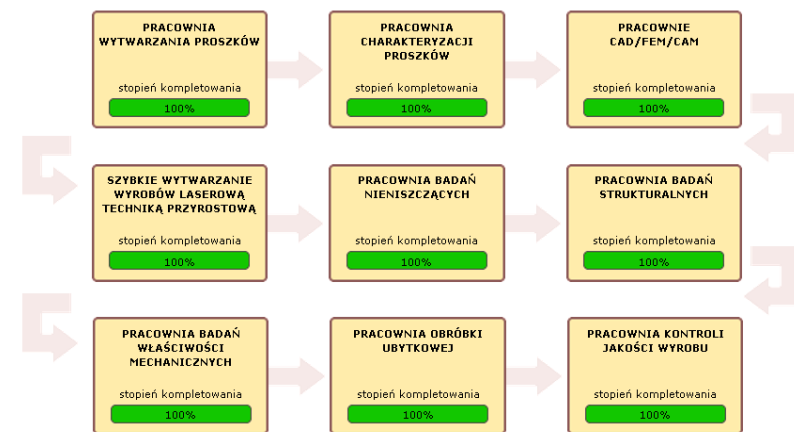 PRACOWNIA
WYTWARZANIA PROSZKÓW
stopień kompletowania
100%
PRACOWNIA
CHARAKTERYZACJI
PROSZKÓW
stopień kompletowania
100%
PRACOWNIE
CAD/FEM/CAM
stopień kompletowania
100%
SZYBKIE WYTWARZANIE
WYROBÓW LASEROWĄ
TECHNIKĄ PRZYROSTOWĄ
stopień kompletowania
100%
PRACOWNIA BADAŃ
NIENISZCZĄCYCH
stopień kompletowania
100%
PRACOWNIA BADAŃ
STRUKTURALNYCH
stopień kompletowania
100%
PRACOWNIA BADAŃ
WŁAŚCIWOŚCI
MECHANICZNYCH
stopień kompletowania
100%
PRACOWNIA OBRÓBKI
UBYTKOWEJ
stopień kompletowania
100%
PRACOWNIA KONTROLI
JAKOŚCI WYROBU
stopień kompletowania
100%